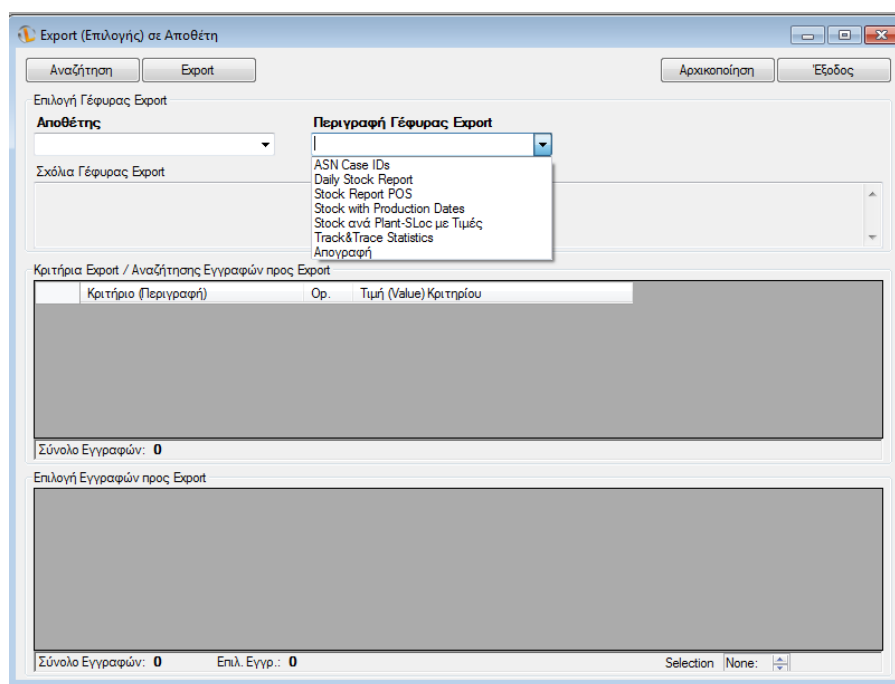 Export (Επιλογής) σε Αποθέτη
Αναζήτηση Export Αρχικοποίηση Έξοδος
Επιλογή Γέφυρας Export
Αποθέτης Περιγραφή Γέφυρας Export
ASN Case IDs
Σχόλια Γέφυρας Export
Daily Stock Report
Stock Report POS
Stock with Production Dates
Stock ανά Plant-SLoc με Τιμές
Track&Trace Statistics
Απογραφή
Κριτήρια Export / Αναζήτησης Εγγραφών προς Export
Κριτήριο (Περιγραφή) Op. Τιμή (Value) Κριτηρίου
Σύνολο Εγγραφών: 0
Επιλογή Εγγραφών προς Export
Σύνολο Εγγραφών: 0 Επιλ. Εγγρ.: 0 Selection None: